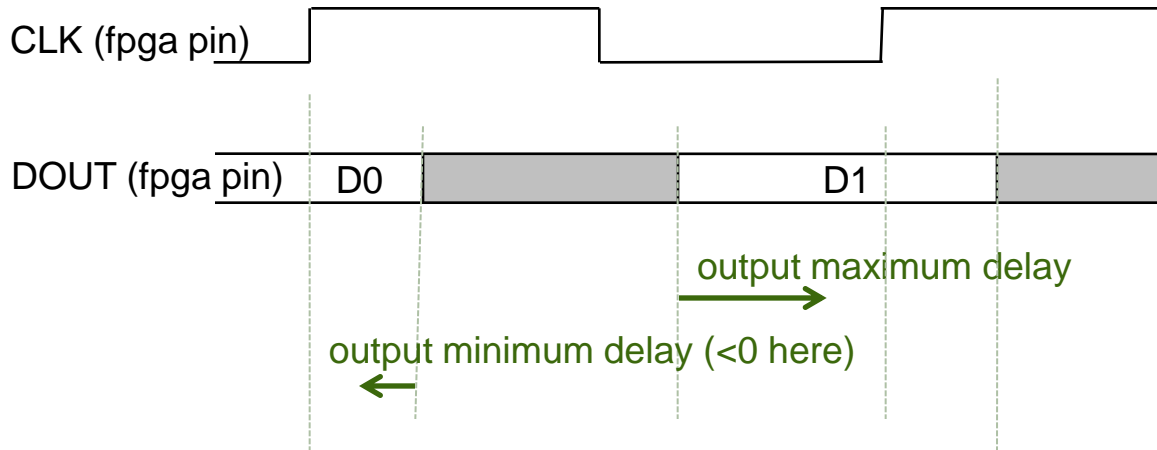 CLK (fpga pin)
DOUT (fpga pin)
D0
D1
output maximum delay
output minimum delay (<0 here)